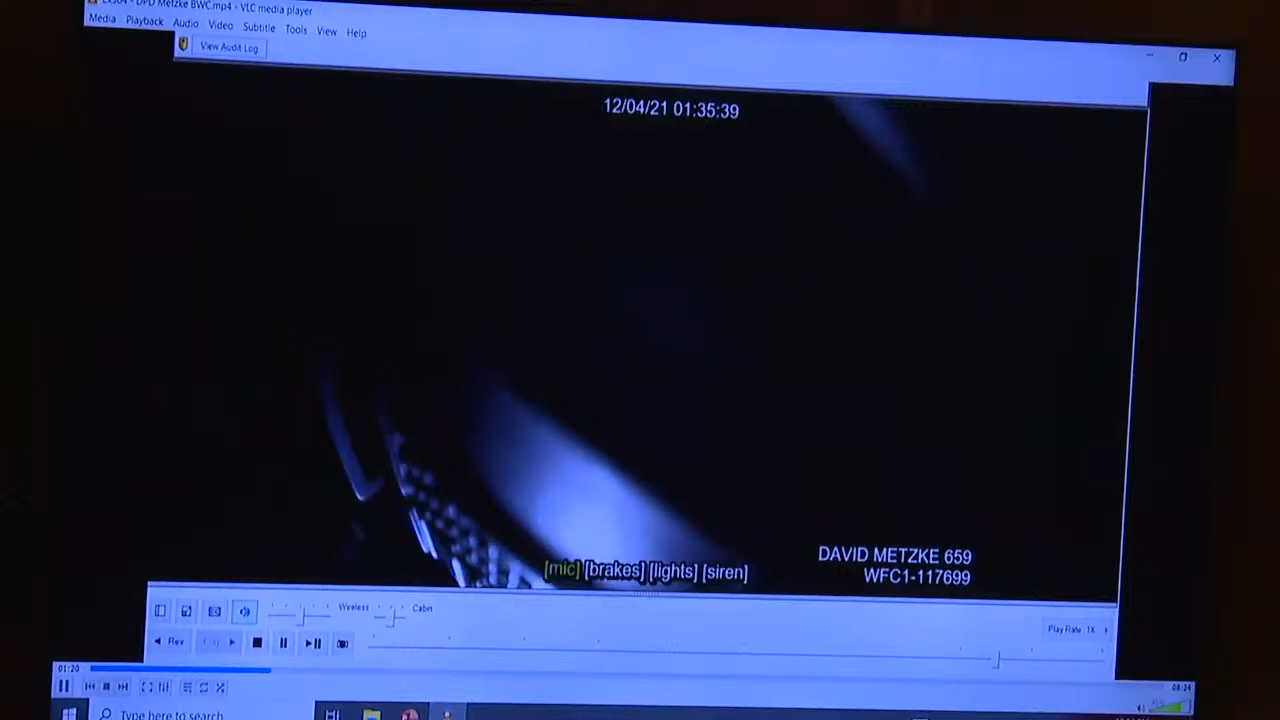 DPD Metzke BWC.mp4 - VLC media player
Media Playback Audio Video Subtitle Tools View Help
View Audit Log
12/04/21 01:35:39
DAVID METZKE 659
WFC1-117699
[mic] [brakes] [lights] [siren]
Wireless Cabin
Rev
Play Rate: 1X
01:20
08:24
Type here to search